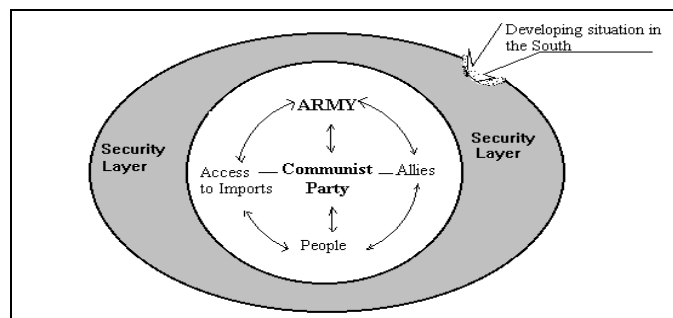 Developing situation in
the South
ARMY
Security
Layer
Security
Layer
Access
to Imports
Communist
Party
Allies
People